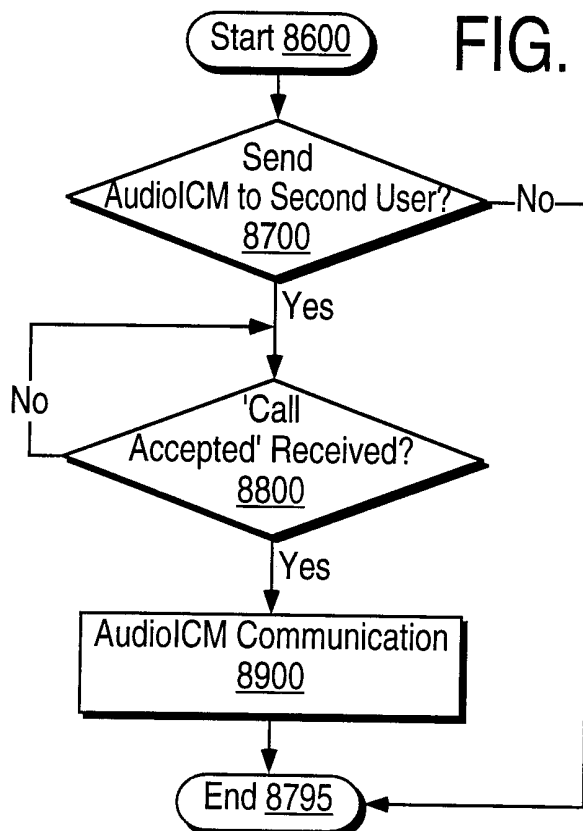 Start 8600
FIG.
Send
AudioICM to Second User?
8700
No
Yes
No
'Call
Accepted' Received?
8800
Yes
AudioICM Communication
8900
End 8795